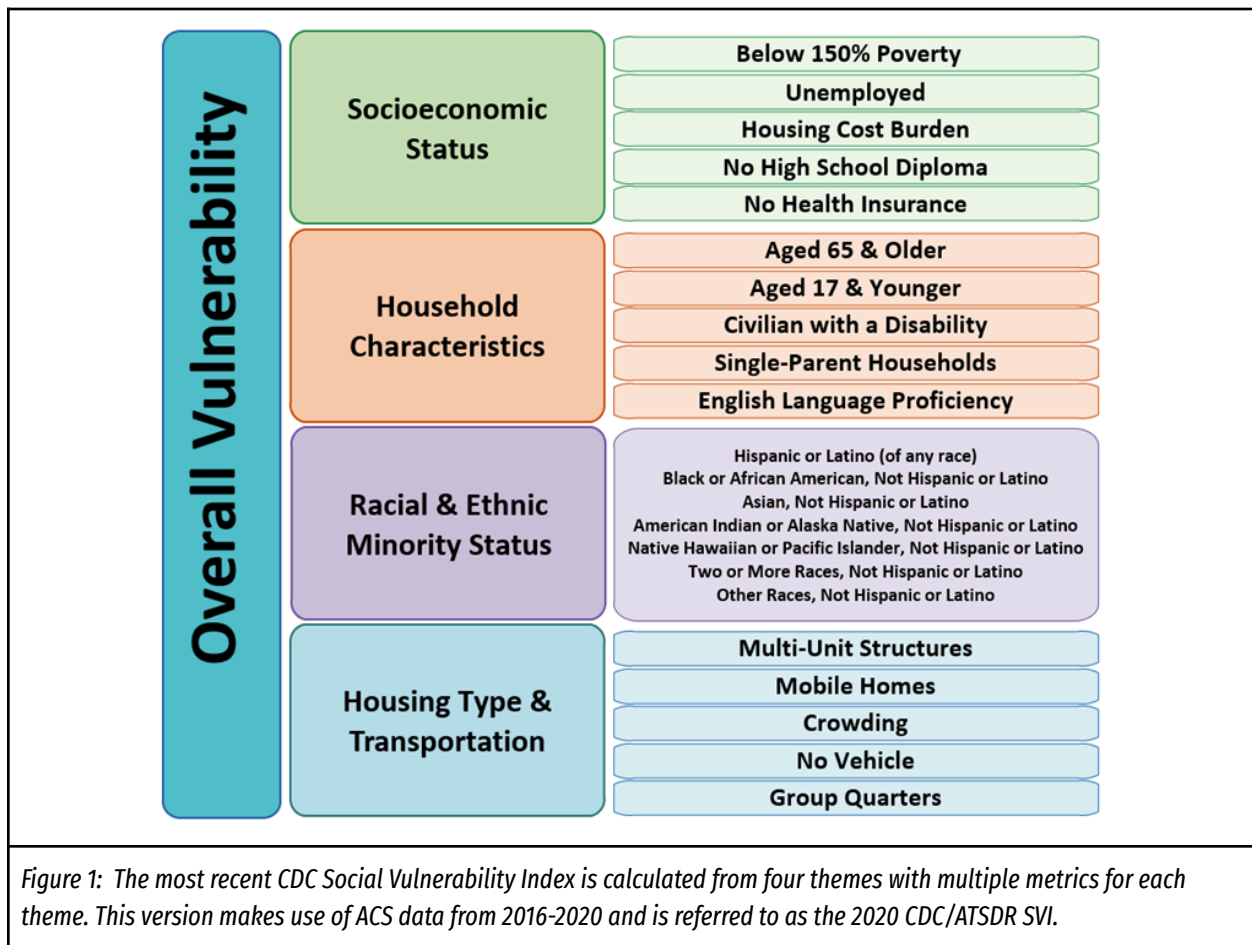 Overall Vulnerability
Socioeconomic
Status
Below 150% Poverty
Unemployed
Housing Cost Burden
No High School Diploma
No Health Insurance
Household
Characteristics
Aged 65 & Older
Aged 17 & Younger
Civilian with a Disability
Single-Parent Households
English Language Proficiency
Racial & Ethnic
Minority Status
Hispanic or Latino (of any race)
Black or African American, Not Hispanic or Latino
Asian, Not Hispanic or Latino
American Indian or Alaska Native, Not Hispanic or Latino
Native Hawaiian or Pacific Islander, Not Hispanic or Latino
Two or More Races, Not Hispanic or Latino
Other Races, Not Hispanic or Latino
Housing Type &
Transportation
Multi-Unit Structures
Mobile Homes
Crowding
No Vehicle
Group Quarters
Figure 1: The most recent CDC Social Vulnerability Index is calculated from four themes with multiple metrics for each
theme. This version makes use of ACS data from 2016-2020 and is referred to as the 2020 CDC/ATSDR SVI.